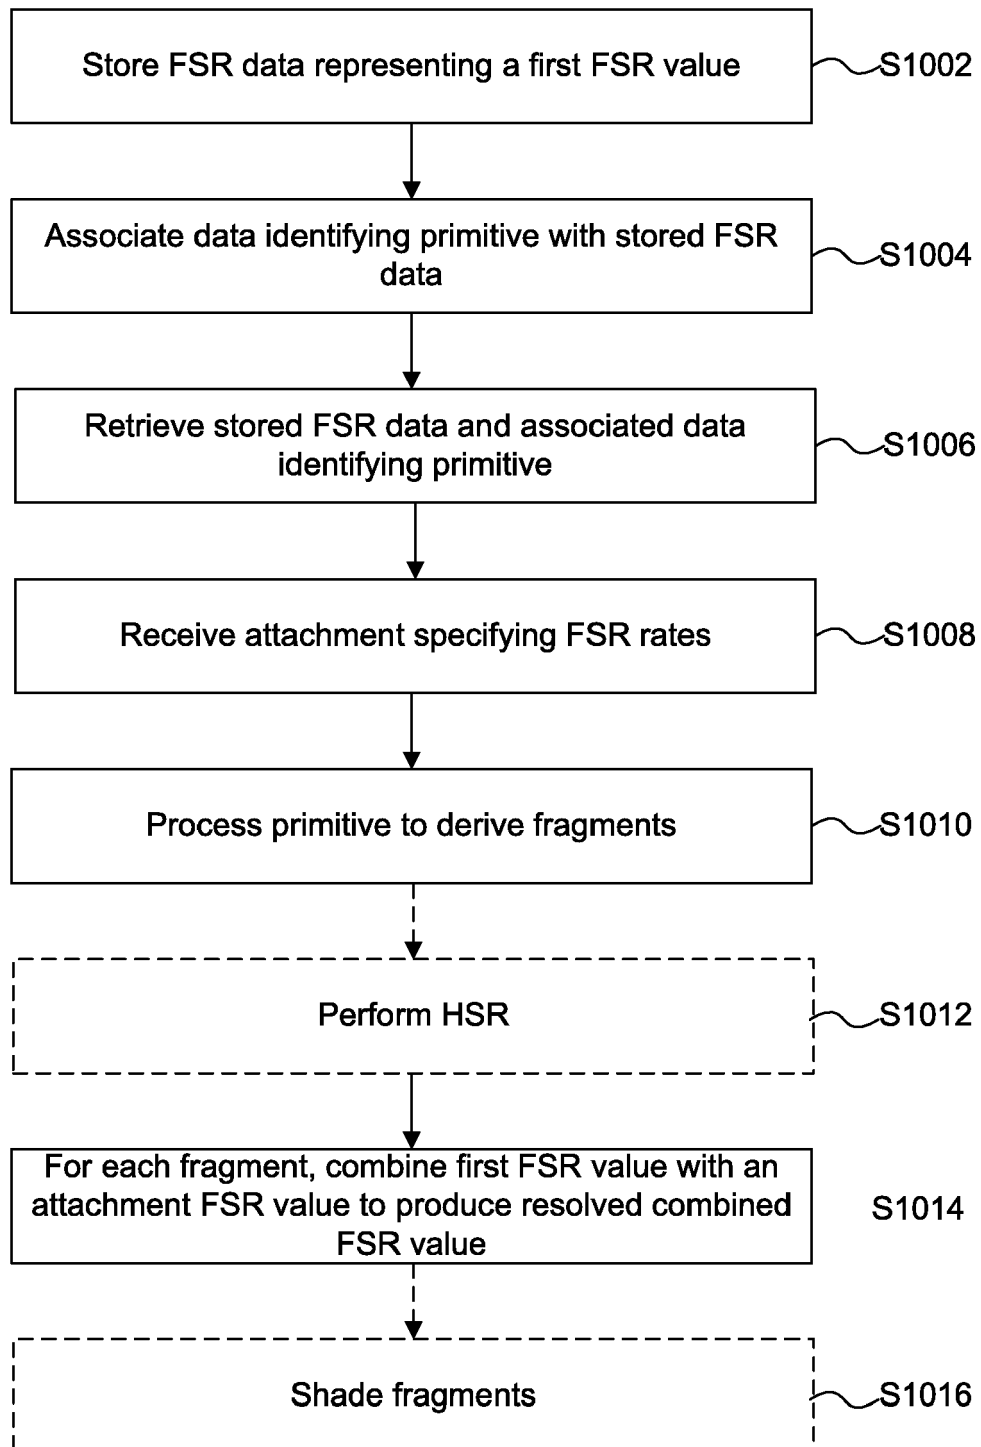 Store FSR data representing a first FSR value
S1002
Associate data identifying primitive with stored FSR
data
S1004
Retrieve stored FSR data and associated data
identifying primitive
S1006
Receive attachment specifying FSR rates
S1008
Process primitive to derive fragments
S1010
Perform HSR
S1012
For each fragment, combine first FSR value with an
attachment FSR value to produce resolved combined
FSR value
S1014
Shade fragments
S1016